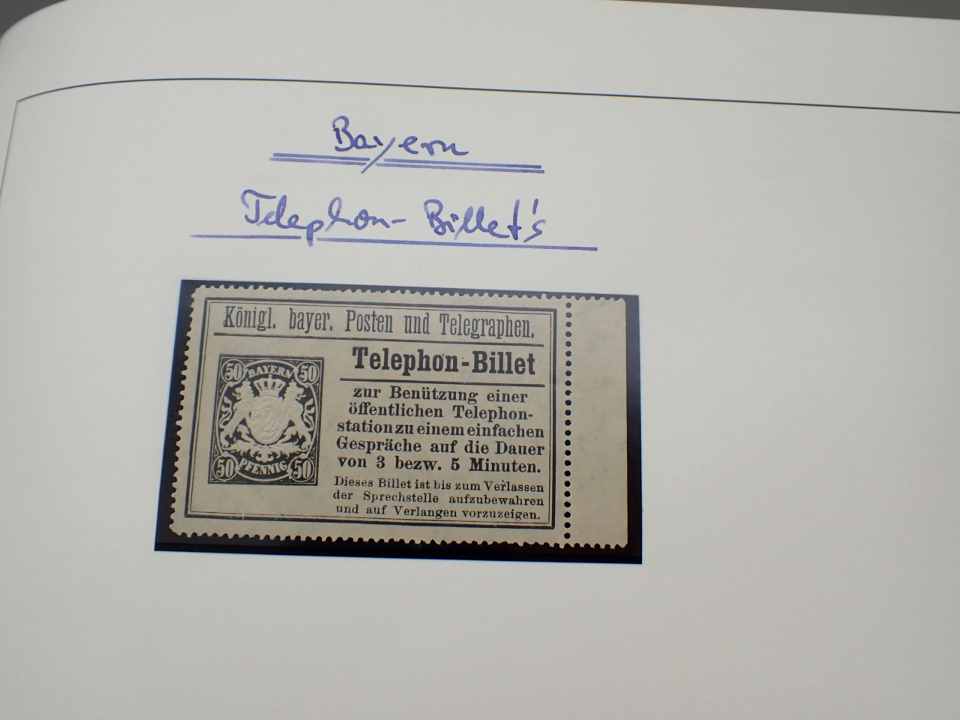 Bayern
Telephon-Billet's
Königl. bayer. Posten und Telegraphen.
Telephon-Billet
50 BAYERN 50
50 PFENNIG 50
zur Benützung einer
öffentlichen Telephon-
station zu einem einfachen
Gespräche auf die Dauer
von 3 bezw. 5 Minuten.
Dieses Billet ist bis zum Verlassen
der Sprechstelle aufzubewahren
und auf Verlangen vorzuzeigen.